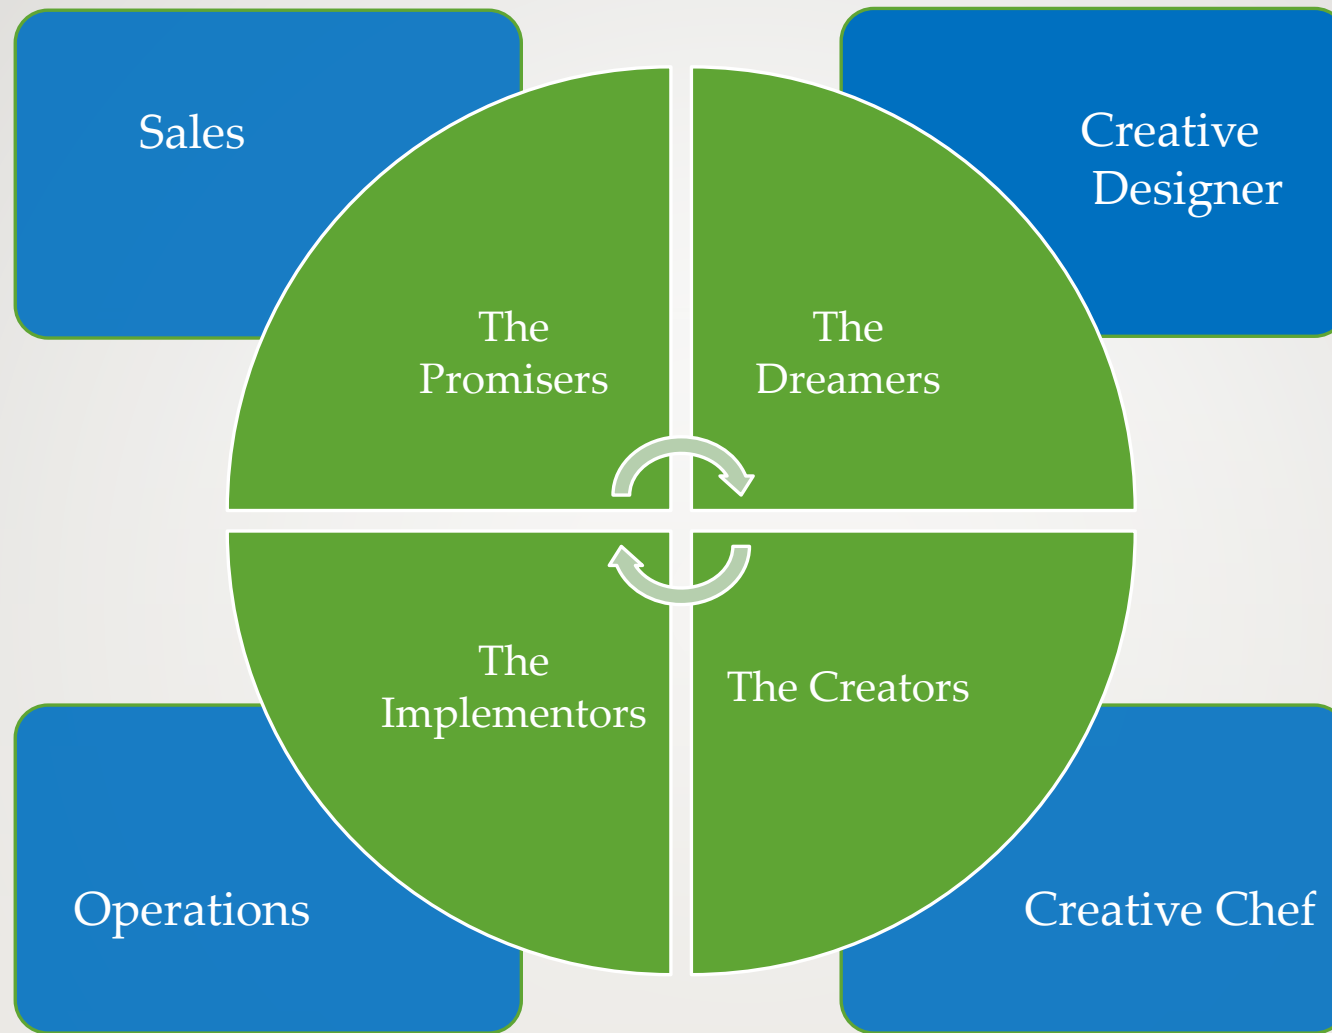 Sales
Creative
Designer
The
Promisers
The
Dreamers
The
Implementors
The Creators
Operations
Creative Chef